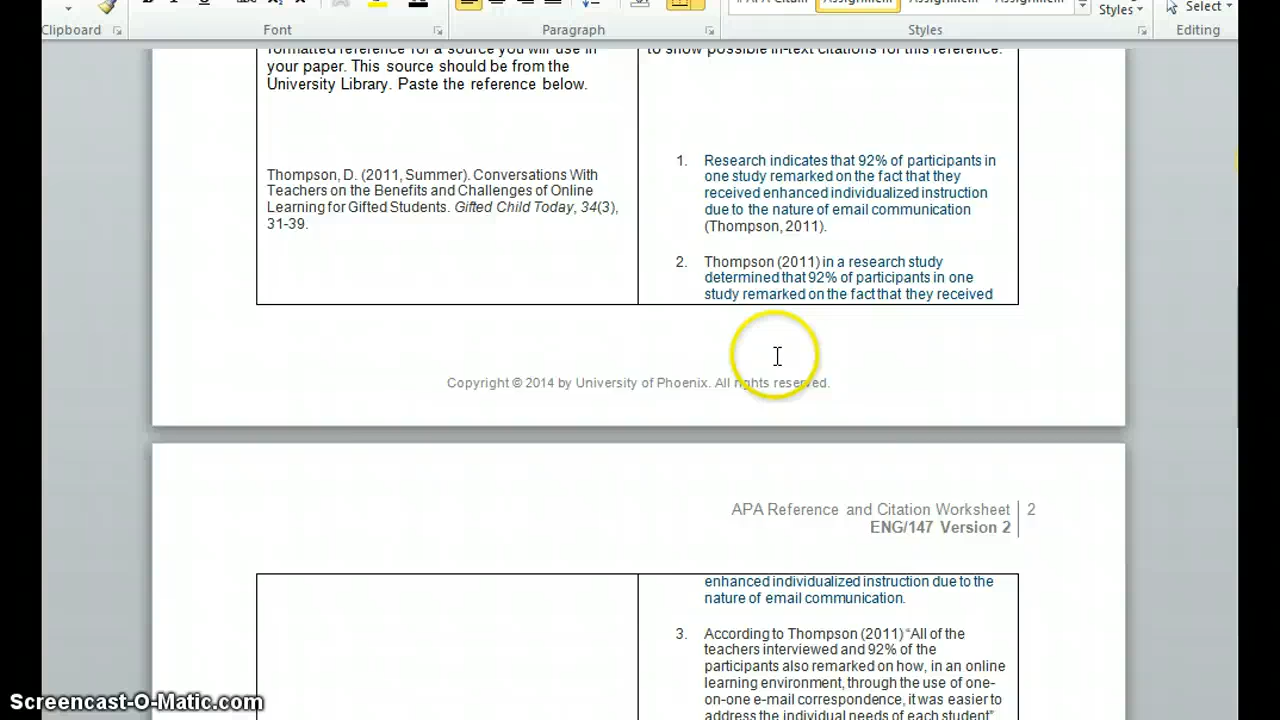 Select
Styles
Clipboard
Font
Paragraph
Styles
Editing
formatted reference for a source you will use in
your paper. This source should be from the
University Library. Paste the reference below.
to show possible in-text citations for this reference.
Thompson, D. (2011, Summer). Conversations With
Teachers on the Benefits and Challenges of Online
Learning for Gifted Students. Gifted Child Today, 34(3),
31-39.
1. Research indicates that 92% of participants in
one study remarked on the fact that they
received enhanced individualized instruction
due to the nature of email communication
(Thompson, 2011).
2. Thompson (2011) in a research study
determined that 92% of participants in one
study remarked on the fact that they received
Copyright © 2014 by University of Phoenix. All rights reserved.
APA Reference and Citation Worksheet 2
ENG/147 Version 2
enhanced individualized instruction due to the
nature of email communication.
3. According to Thompson (2011) “All of the
teachers interviewed and 92% of the
participants also remarked on how, in an online
learning environment, through the use of one-
on-one e-mail correspondence, it was easier to
address the individual needs of each student”
Screencast-O-Matic.com